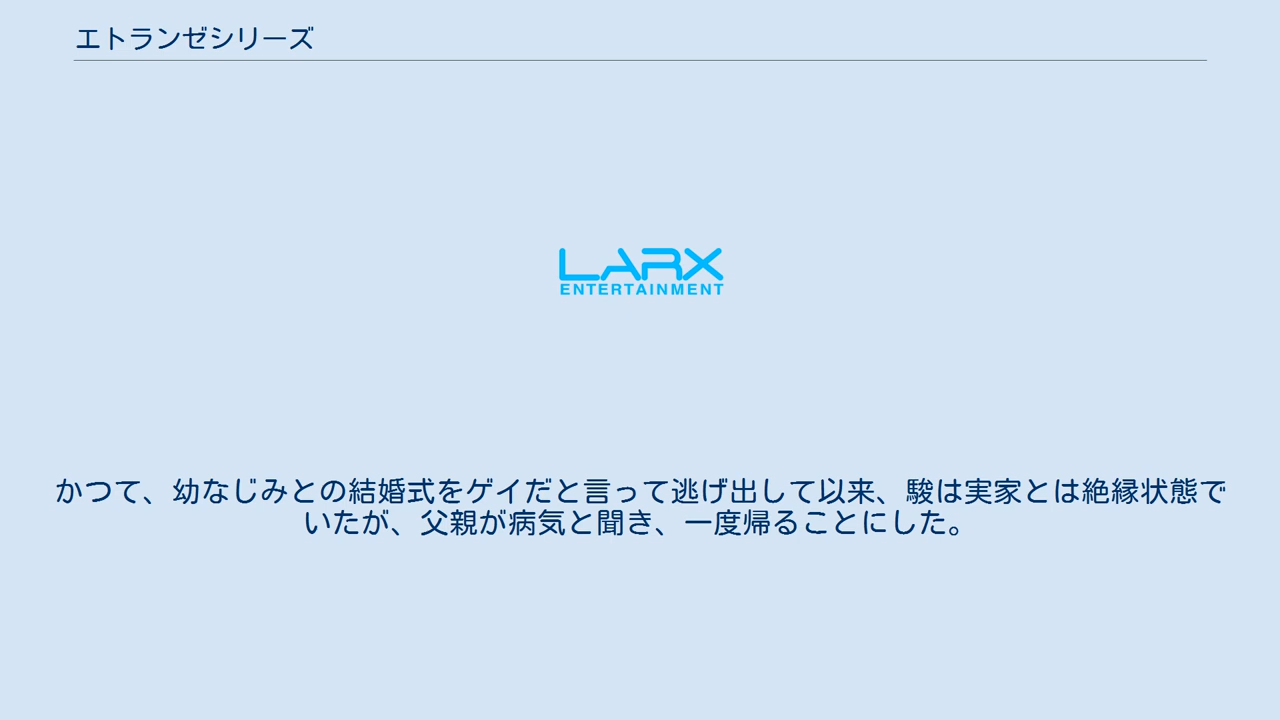 エトランゼシリーズ
LARX
ENTERTAINMENT
かつて、幼なじみとの結婚式をゲイだと言って逃げ出して以来、駿は実家とは絶縁状態で
いたが、父親が病気と聞き、一度帰ることにした。